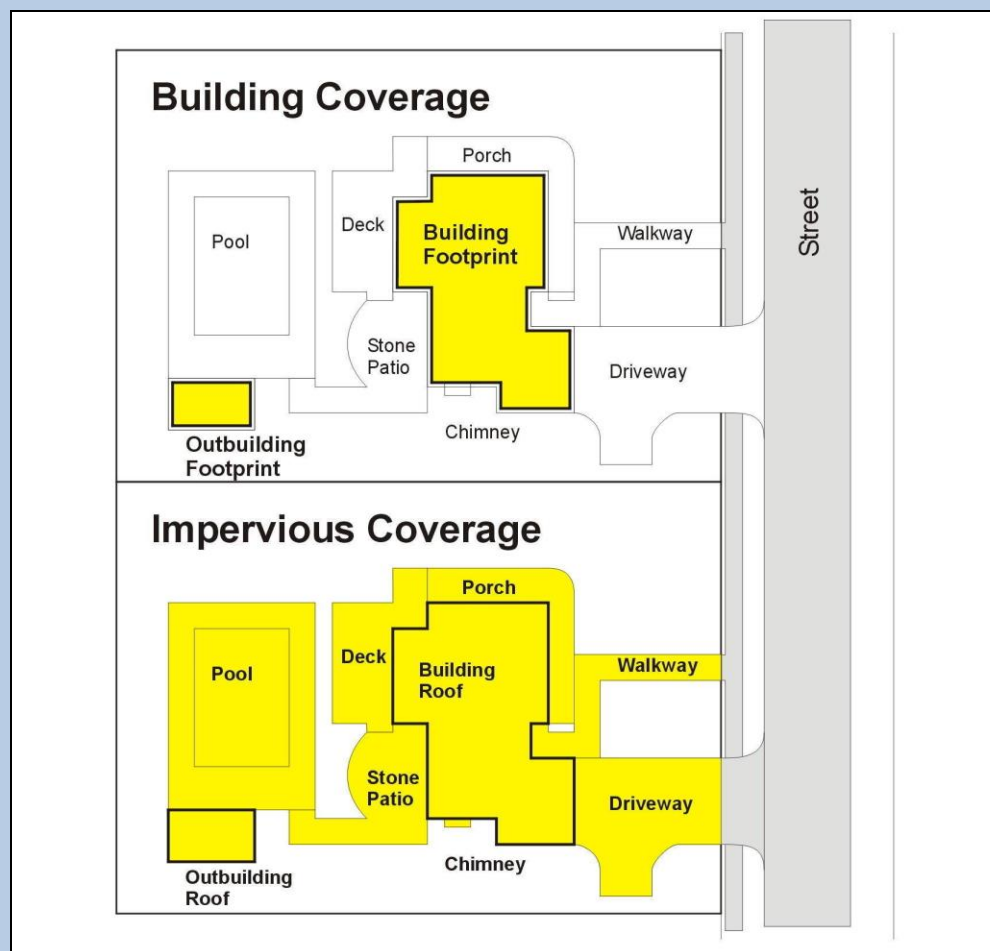 Building Coverage
Porch
Pool
Deck
Building
Footprint
Walkway
Street
Stone
Patio
Driveway
Chimney
Outbuilding
Footprint
Impervious Coverage
Porch
Pool
Deck
Building
Roof
Walkway
Stone
Patio
Driveway
Chimney
Outbuilding
Roof